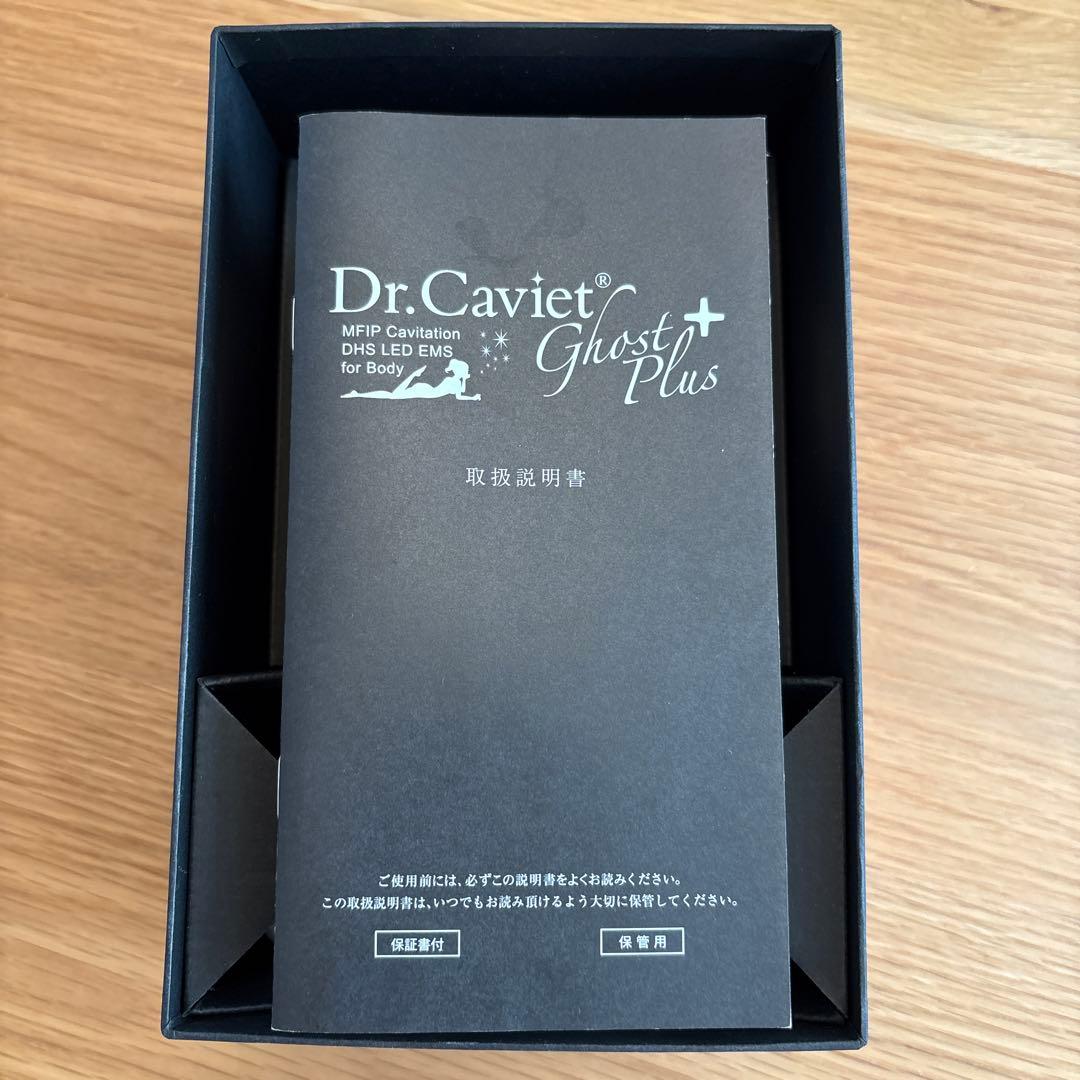 Dr.Caviet®
MFIP Cavitation
DHS LED EMS
for Body
Ghost +
Plus
取扱説明書
ご使用前には、必ずこの説明書をよくお読みください。
この取扱説明書は、いつでもお読み頂けるよう大切に保管してください。
保証書付
保管用